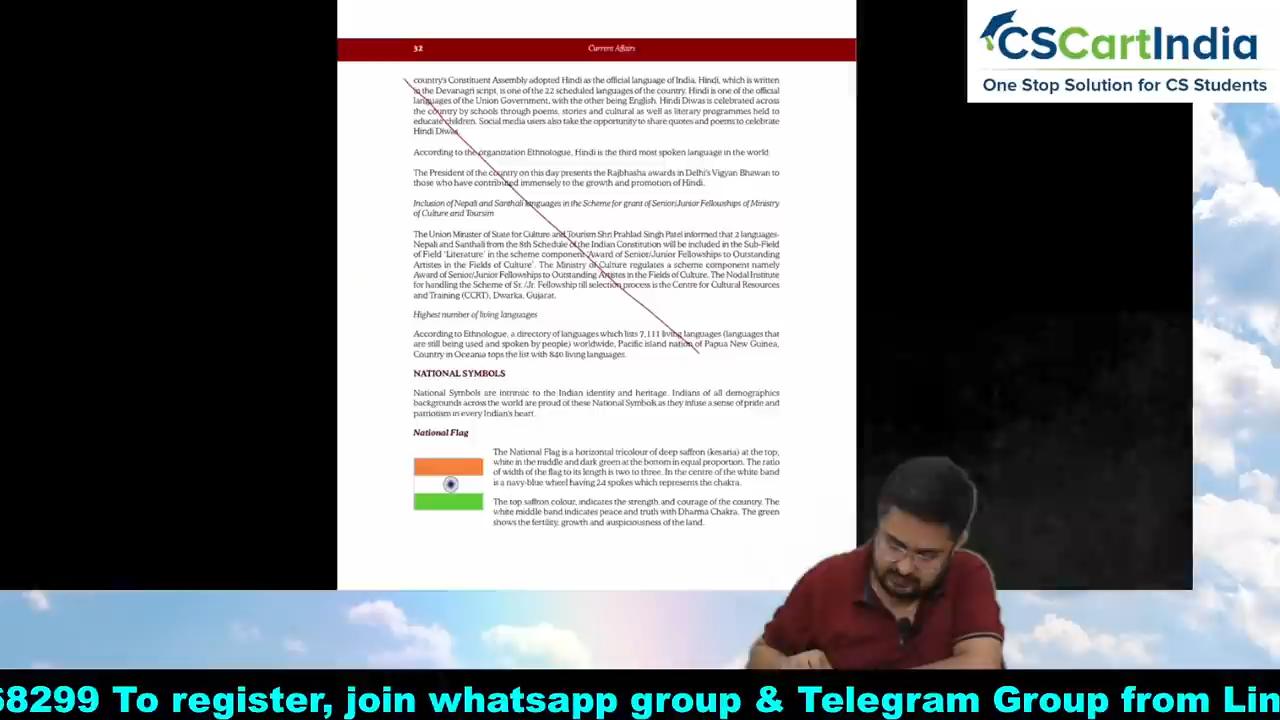 CSCartIndia
One Stop Solution for CS Students
32
Current Affairs
country's Constituent Assembly adopted Hindi as the official language of India. Hindi, which is written
in the Devanagri script, is one of the 22 scheduled languages of the country. Hindi is one of the official
languages of the Union Government, with the other being English. Hindi Diwas is celebrated across
the country by schools through poems, stories and cultural as well as literary programmes held to
educate children. Social media users also take the opportunity to share quotes and poems to celebrate
Hindi Diwas.
According to the organization Ethnologue, Hindi is the third most spoken language in the world
The President of the country on this day presents the Rajbhasha awards in Delhi's Vigyan Bhawan to
those who have contributed immensely to the growth and promotion of Hindi.
Inclusion of Nepali and Santhali languages in the Scheme for grant of Senior/Junior Fellowships of Ministry
of Culture and Toursim
The Union Minister of State for Culture and Tourism Shri Prahlad Singh Patel informed that 2 languages-
Nepali and Santhali from the 8th Schedule of the Indian Constitution will be included in the Sub-Field
of Field 'Literature' in the scheme component 'Award of Senior/Junior Fellowships to Outstanding
Artistes in the Fields of Culture'. The Ministry of Culture regulates a scheme component namely
Award of Senior/Junior Fellowships to Outstanding Artistes in the Fields of Culture. The Nodal Institute
for handling the Scheme of Sr. /Jr. Fellowship till selection process is the Centre for Cultural Resources
and Training (CCRT), Dwarka, Gujarat.
Highest number of living languages
According to Ethnologue, a directory of languages which lists 7,111 living languages (languages that
are still being used and spoken by people) worldwide, Pacific island nation of Papua New Guinea,
Country in Oceania tops the list with 840 living languages.
NATIONAL SYMBOLS
National Symbols are intrinsic to the Indian identity and heritage. Indians of all demographics
backgrounds across the world are proud of these National Symbols as they infuse a sense of pride and
patriotism in every Indian's heart.
National Flag
The National Flag is a horizontal tricolour of deep saffron (kesaria) at the top,
white in the middle and dark green at the bottom in equal proportion. The ratio
of width of the flag to its length is two to three. In the centre of the white band
is a navy-blue wheel having 24 spokes which represents the chakra.
The top saffron colour, indicates the strength and courage of the country. The
white middle band indicates peace and truth with Dharma Chakra. The green
shows the fertility, growth and auspiciousness of the land.
68299 To register, join whatsapp group & Telegram Group from Lin